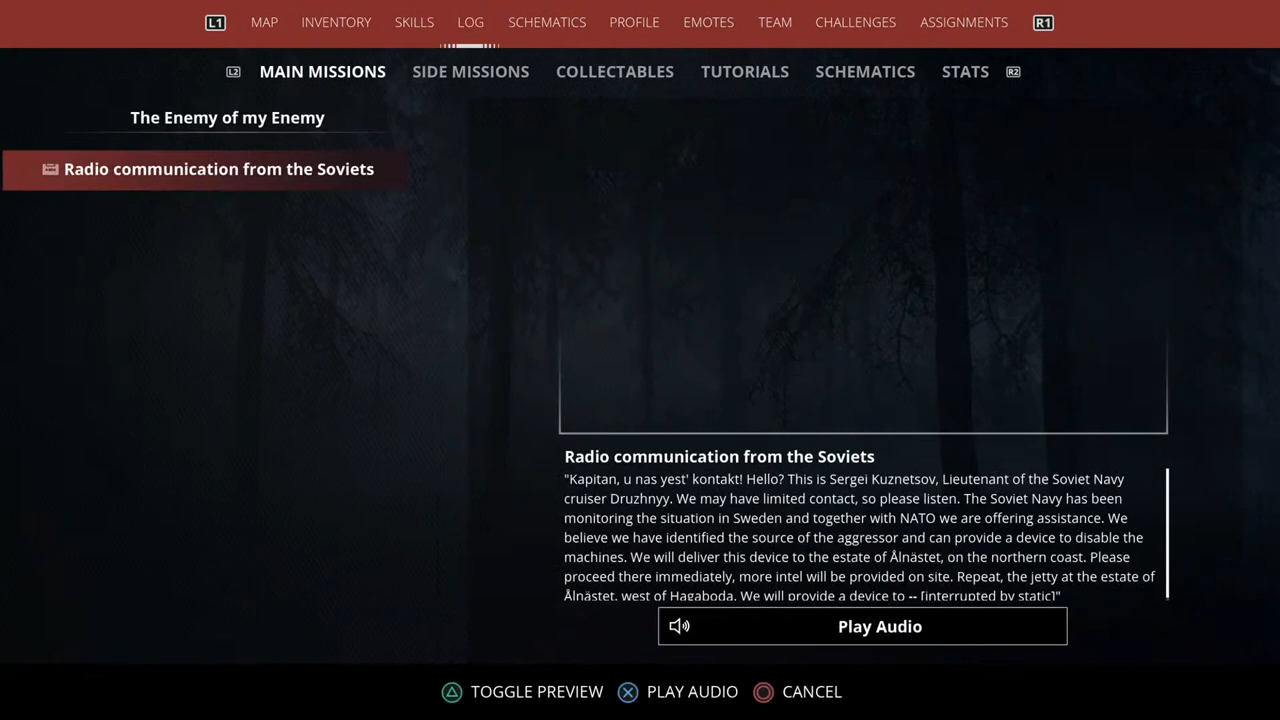 L1 MAP INVENTORY SKILLS LOG SCHEMATICS PROFILE EMOTES TEAM CHALLENGES ASSIGNMENTS R1
L2 MAIN MISSIONS SIDE MISSIONS COLLECTABLES TUTORIALS SCHEMATICS STATS R2
The Enemy of my Enemy
Radio communication from the Soviets
Radio communication from the Soviets
"Kapitan, u nas yest' kontakt! Hello? This is Sergei Kuznetsov, Lieutenant of the Soviet Navy
cruiser Druzhnyy. We may have limited contact, so please listen. The Soviet Navy has been
monitoring the situation in Sweden and together with NATO we are offering assistance. We
believe we have identified the source of the aggressor and can provide a device to disable the
machines. We will deliver this device to the estate of Ålnästet, on the northern coast. Please
proceed there immediately, more intel will be provided on site. Repeat, the jetty at the estate of
Ålnästet, west of Hagaboda. We will provide a device to -- [interrupted by static]"
Play Audio
TOGGLE PREVIEW PLAY AUDIO CANCEL